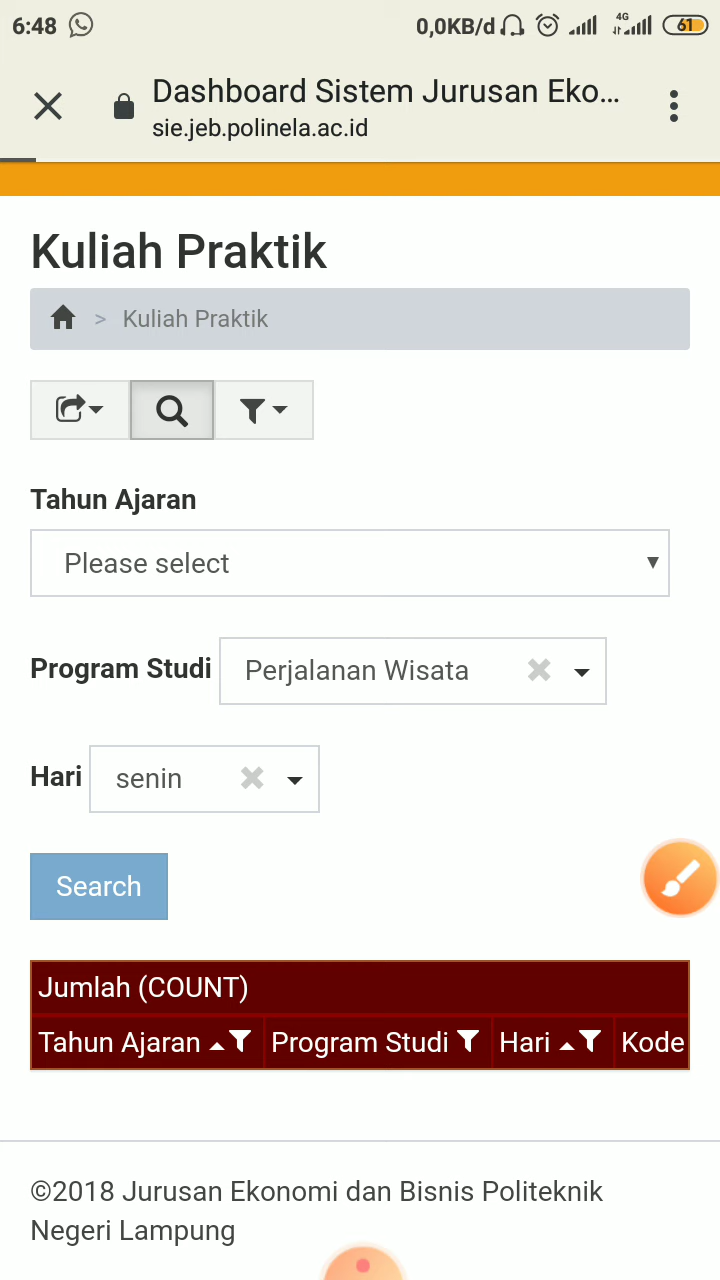 6:48 0,0KB/d 4G 61
Dashboard Sistem Jurusan Eko...
sie.jeb.polinela.ac.id
Kuliah Praktik
> Kuliah Praktik
Tahun Ajaran
Please select
Program Studi Perjalanan Wisata
Hari senin
Search
Jumlah (COUNT)
Tahun Ajaran Program Studi Hari Kode
©2018 Jurusan Ekonomi dan Bisnis Politeknik
Negeri Lampung